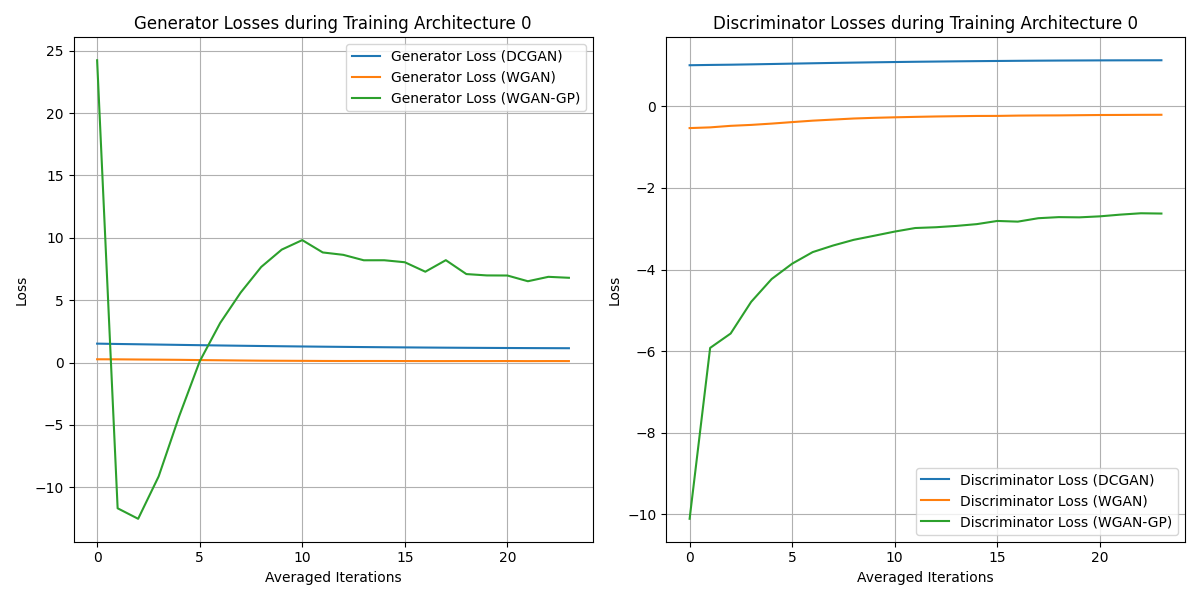 Generator Losses during Training Architecture 0
25
20
15
10
5
0
−5
−10
Loss
0
5
10
15
20
Averaged Iterations
Generator Loss (DCGAN)
Generator Loss (WGAN)
Generator Loss (WGAN-GP)
Discriminator Losses during Training Architecture 0
0
−2
−4
−6
−8
−10
Loss
0
5
10
15
20
Averaged Iterations
Discriminator Loss (DCGAN)
Discriminator Loss (WGAN)
Discriminator Loss (WGAN-GP)